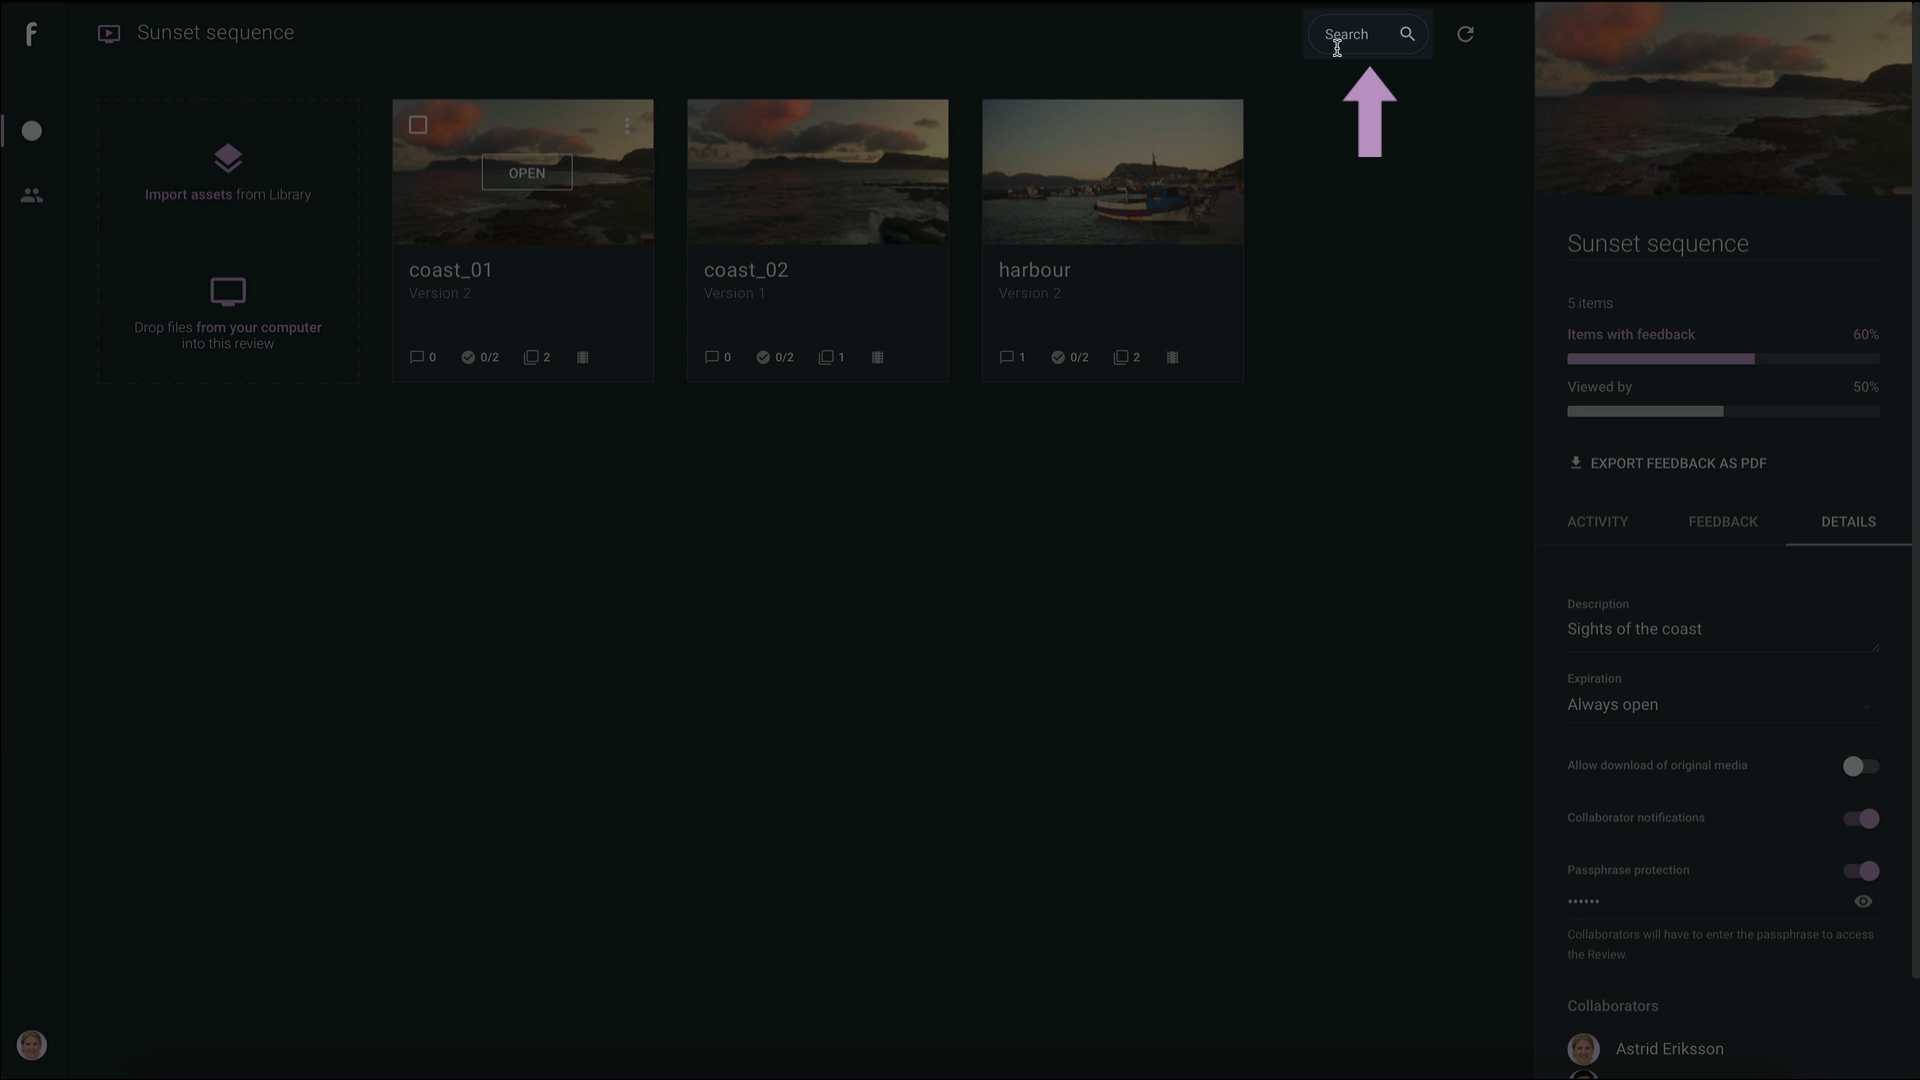 f
Sunset sequence
Search
Import assets from Library
Drop files from your computer
into this review
OPEN
coast_01
Version 2
0
0/2
2
coast_02
Version 1
0
0/2
1
harbour
Version 2
1
0/2
2
Sunset sequence
5 items
Items with feedback 60%
Viewed by 50%
EXPORT FEEDBACK AS PDF
ACTIVITY FEEDBACK DETAILS
Description
Sights of the coast
Expiration
Always open
Allow download of original media
Collaborator notifications
Passphrase protection
••••••
Collaborators will have to enter the passphrase to access
the Review.
Collaborators
Astrid Eriksson